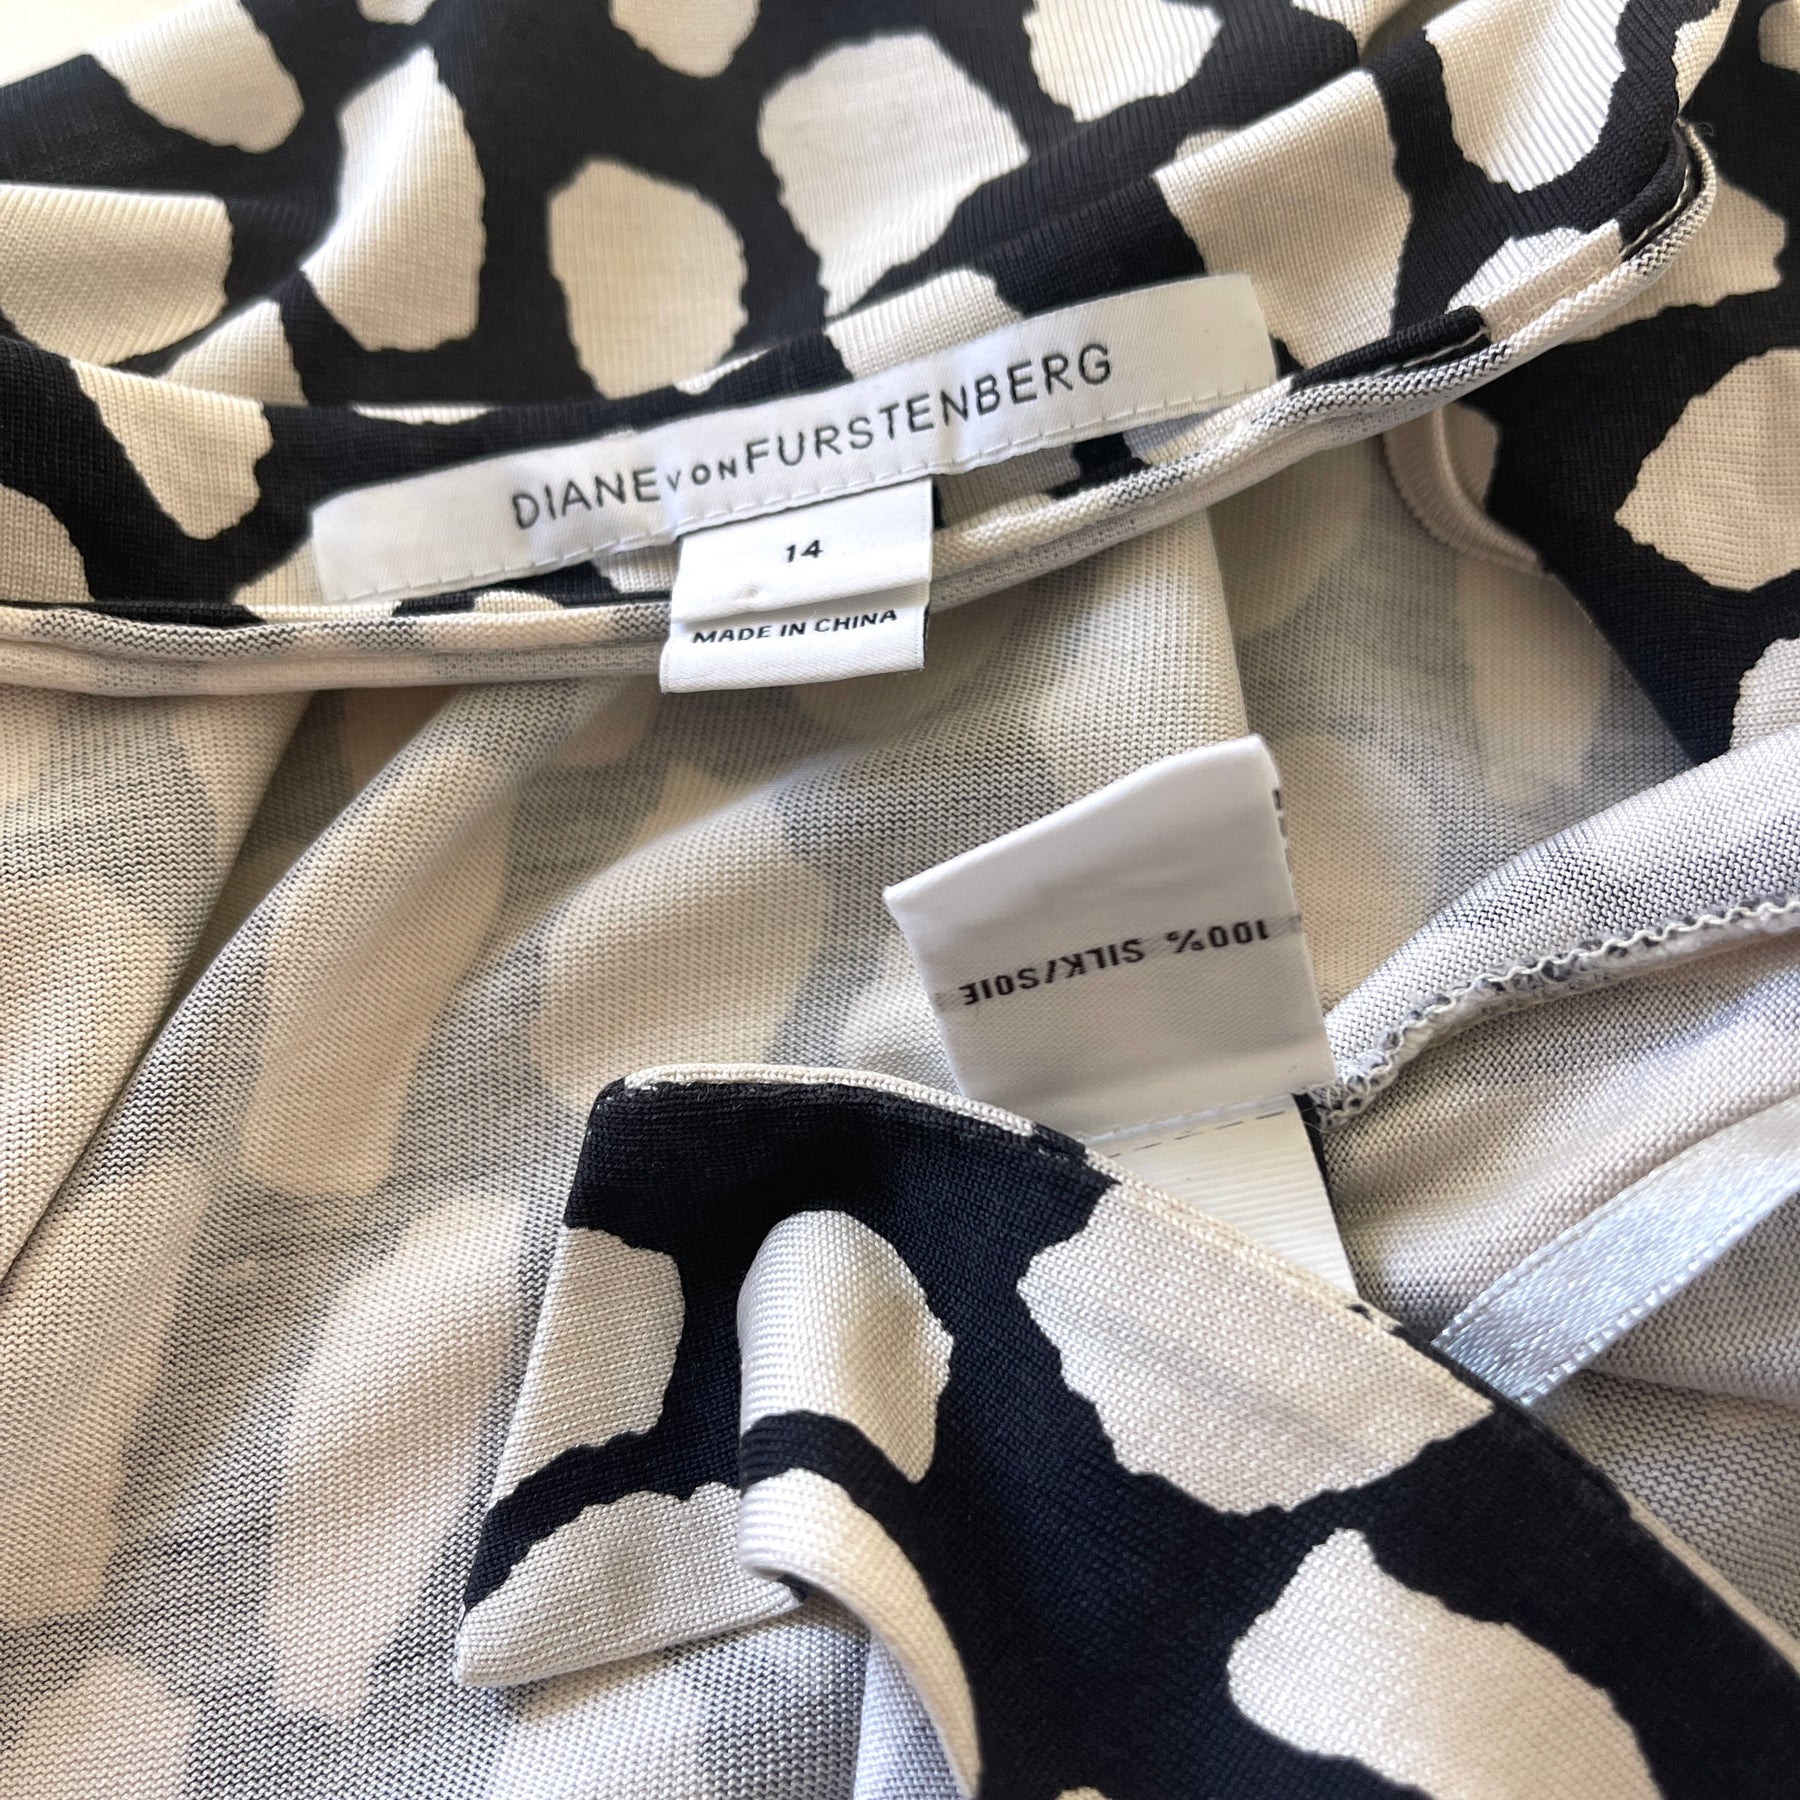 DIANE VON FURSTENBERG
14
MADE IN CHINA
100% SILK/SOIE